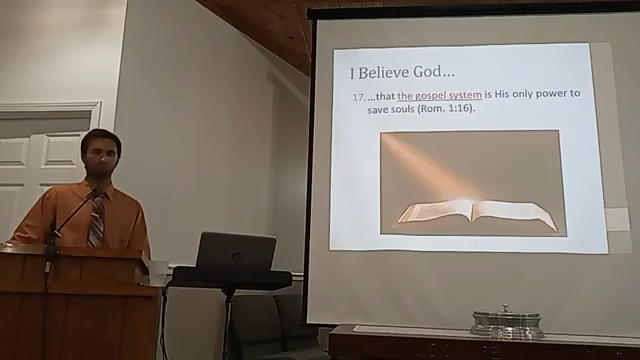 I Believe God...
17. ...that the gospel system is His only power to
save souls (Rom. 1:16).